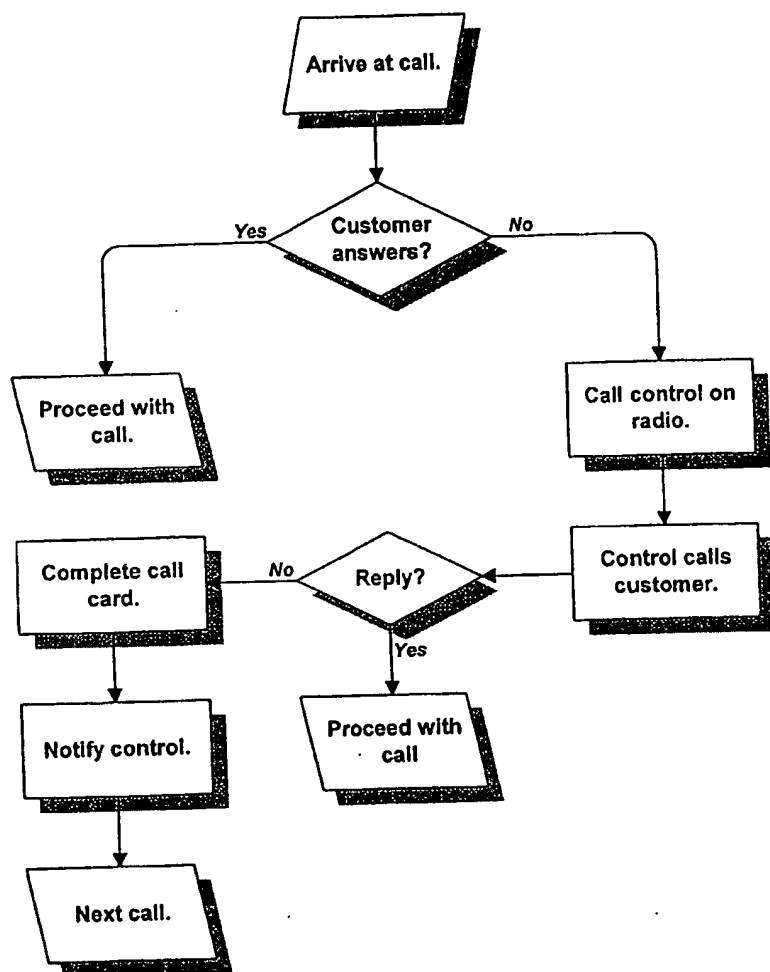 Arrive at call.
Customer
answers?
Yes
No
Proceed with
call.
Call control on
radio.
Control calls
customer.
Reply?
No
Yes
Complete call
card.
Proceed with
call
Notify control.
Next call.